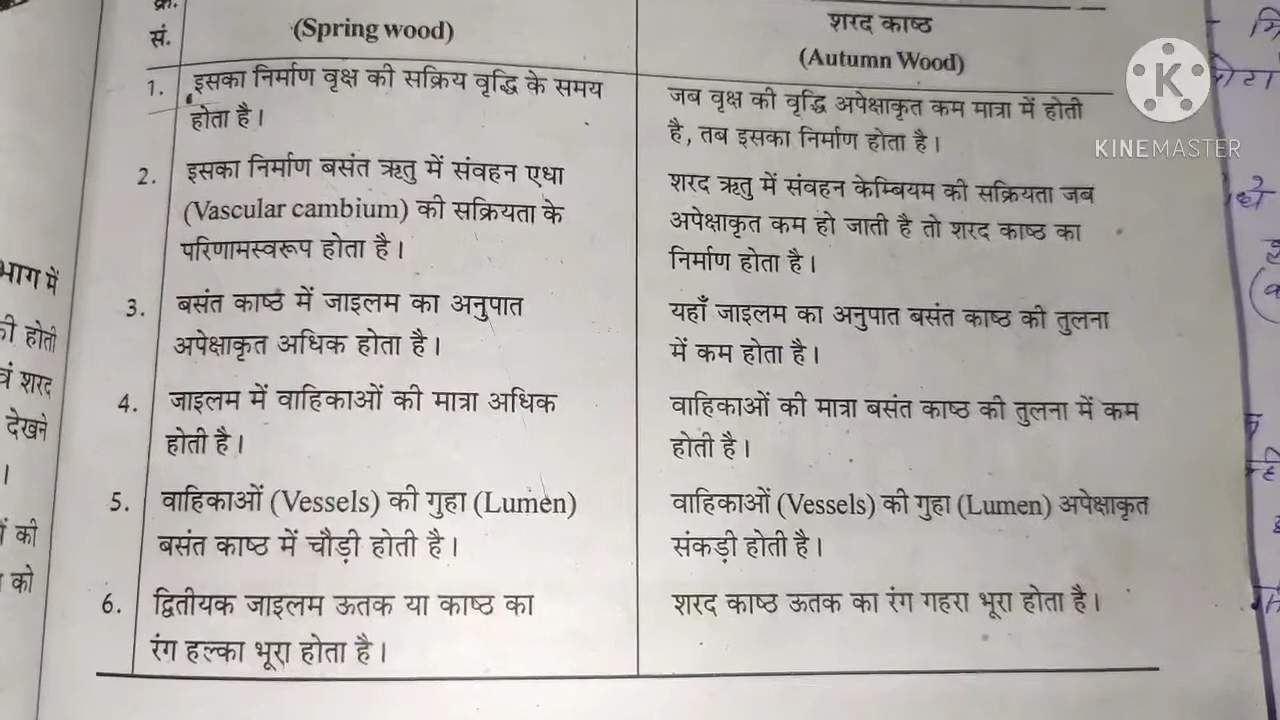 क्र.
सं.
(Spring wood)
शरद काष्ठ
(Autumn Wood)
1.
इसका निर्माण वृक्ष की सक्रिय वृद्धि के समय
होता है।
जब वृक्ष की वृद्धि अपेक्षाकृत कम मात्रा में होती
है, तब इसका निर्माण होता है।
2.
इसका निर्माण बसंत ऋतु में संवहन एधा
(Vascular cambium) की सक्रियता के
परिणामस्वरूप होता है।
शरद ऋतु में संवहन केम्बियम की सक्रियता जब
अपेक्षाकृत कम हो जाती है तो शरद काष्ठ का
निर्माण होता है।
3.
बसंत काष्ठ में जाइलम का अनुपात
अपेक्षाकृत अधिक होता है।
यहाँ जाइलम का अनुपात बसंत काष्ठ की तुलना
में कम होता है।
4.
जाइलम में वाहिकाओं की मात्रा अधिक
होती है।
वाहिकाओं की मात्रा बसंत काष्ठ की तुलना में कम
होती है।
5.
वाहिकाओं (Vessels) की गुहा (Lumen)
बसंत काष्ठ में चौड़ी होती है।
वाहिकाओं (Vessels) की गुहा (Lumen) अपेक्षाकृत
संकड़ी होती है।
6.
द्वितीयक जाइलम ऊतक या काष्ठ का
रंग हल्का भूरा होता है।
शरद काष्ठ ऊतक का रंग गहरा भूरा होता है।
भाग में
की होती
वं शरद
देखने
।
की
को
K
KINEMASTER